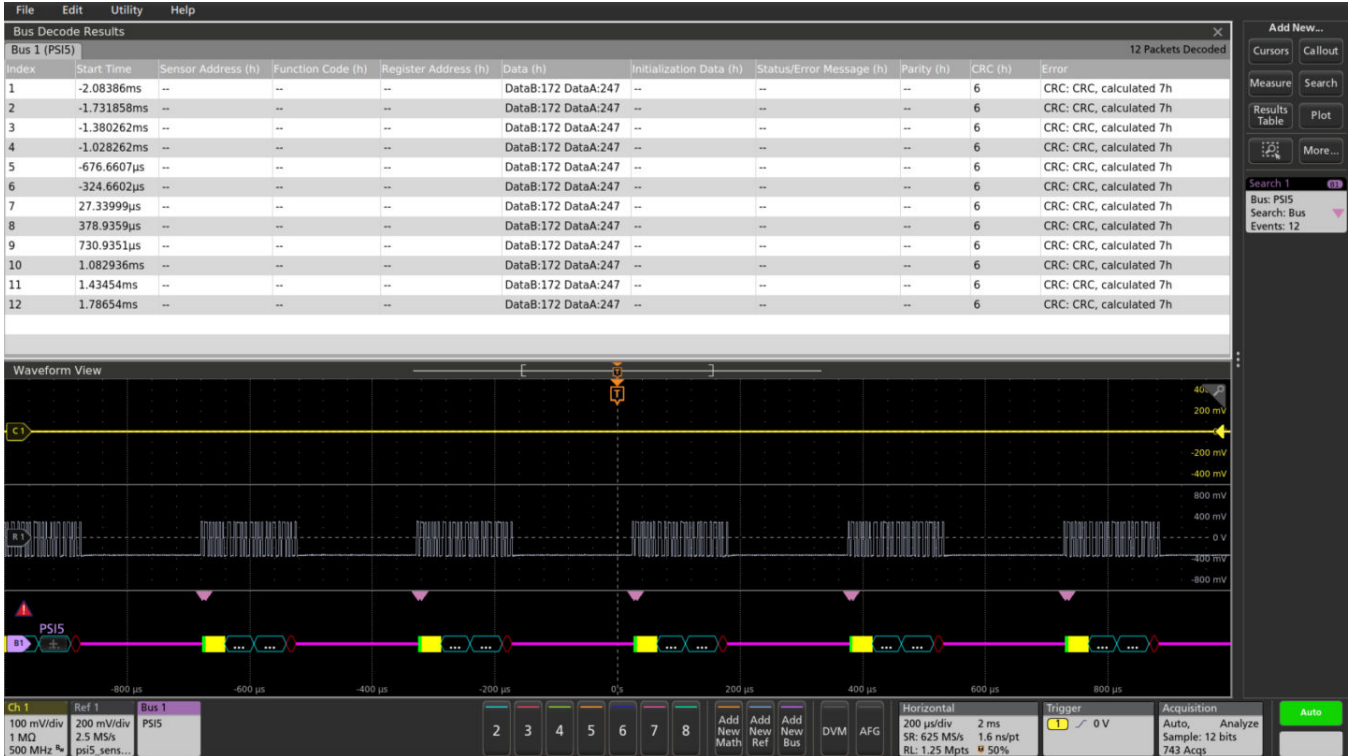 File Edit Utility Help
Bus Decode Results
Bus 1 (PSI5) 12 Packets Decoded
Index Start Time Sensor Address (h) Function Code (h) Register Address (h) Data (h) Initialization Data (h) Status/Error Message (h) Parity (h) CRC (h) Error
1 -2.08386ms -- -- -- DataB:172 DataA:247 -- -- -- 6 CRC: CRC, calculated 7h
2 -1.731858ms -- -- -- DataB:172 DataA:247 -- -- -- 6 CRC: CRC, calculated 7h
3 -1.380262ms -- -- -- DataB:172 DataA:247 -- -- -- 6 CRC: CRC, calculated 7h
4 -1.028262ms -- -- -- DataB:172 DataA:247 -- -- -- 6 CRC: CRC, calculated 7h
5 -676.6607µs -- -- -- DataB:172 DataA:247 -- -- -- 6 CRC: CRC, calculated 7h
6 -324.6602µs -- -- -- DataB:172 DataA:247 -- -- -- 6 CRC: CRC, calculated 7h
7 27.33999µs -- -- -- DataB:172 DataA:247 -- -- -- 6 CRC: CRC, calculated 7h
8 378.9359µs -- -- -- DataB:172 DataA:247 -- -- -- 6 CRC: CRC, calculated 7h
9 730.9351µs -- -- -- DataB:172 DataA:247 -- -- -- 6 CRC: CRC, calculated 7h
10 1.082936ms -- -- -- DataB:172 DataA:247 -- -- -- 6 CRC: CRC, calculated 7h
11 1.43454ms -- -- -- DataB:172 DataA:247 -- -- -- 6 CRC: CRC, calculated 7h
12 1.78654ms -- -- -- DataB:172 DataA:247 -- -- -- 6 CRC: CRC, calculated 7h
Waveform View
T
T
C1
200 mV
-200 mV
-400 mV
800 mV
400 mV
R1
0 V
-400 mV
-800 mV
PSI5
B1
... ... ... ... ... ... ... ... ... ...
-800 µs -600 µs -400 µs -200 µs 0 s 200 µs 400 µs 600 µs 800 µs
Add New...
Cursors Callout
Measure Search
Results
Table
Plot
More...
Search 1 B1
Bus: PSI5
Search: Bus
Events: 12
Ch 1
100 mV/div
1 MΩ
500 MHz
Ref 1
200 mV/div
2.5 MS/s
psi5_sens...
Bus 1
PSI5
2 3 4 5 6 7 8
Add
New
Math
Add
New
Ref
Add
New
Bus
DVM AFG
Horizontal
200 µs/div 2 ms
SR: 625 MS/s 1.6 ns/pt
RL: 1.25 Mpts 50%
Trigger
1 0 V
Acquisition
Auto, Analyze
Sample: 12 bits
743 Acqs
Auto